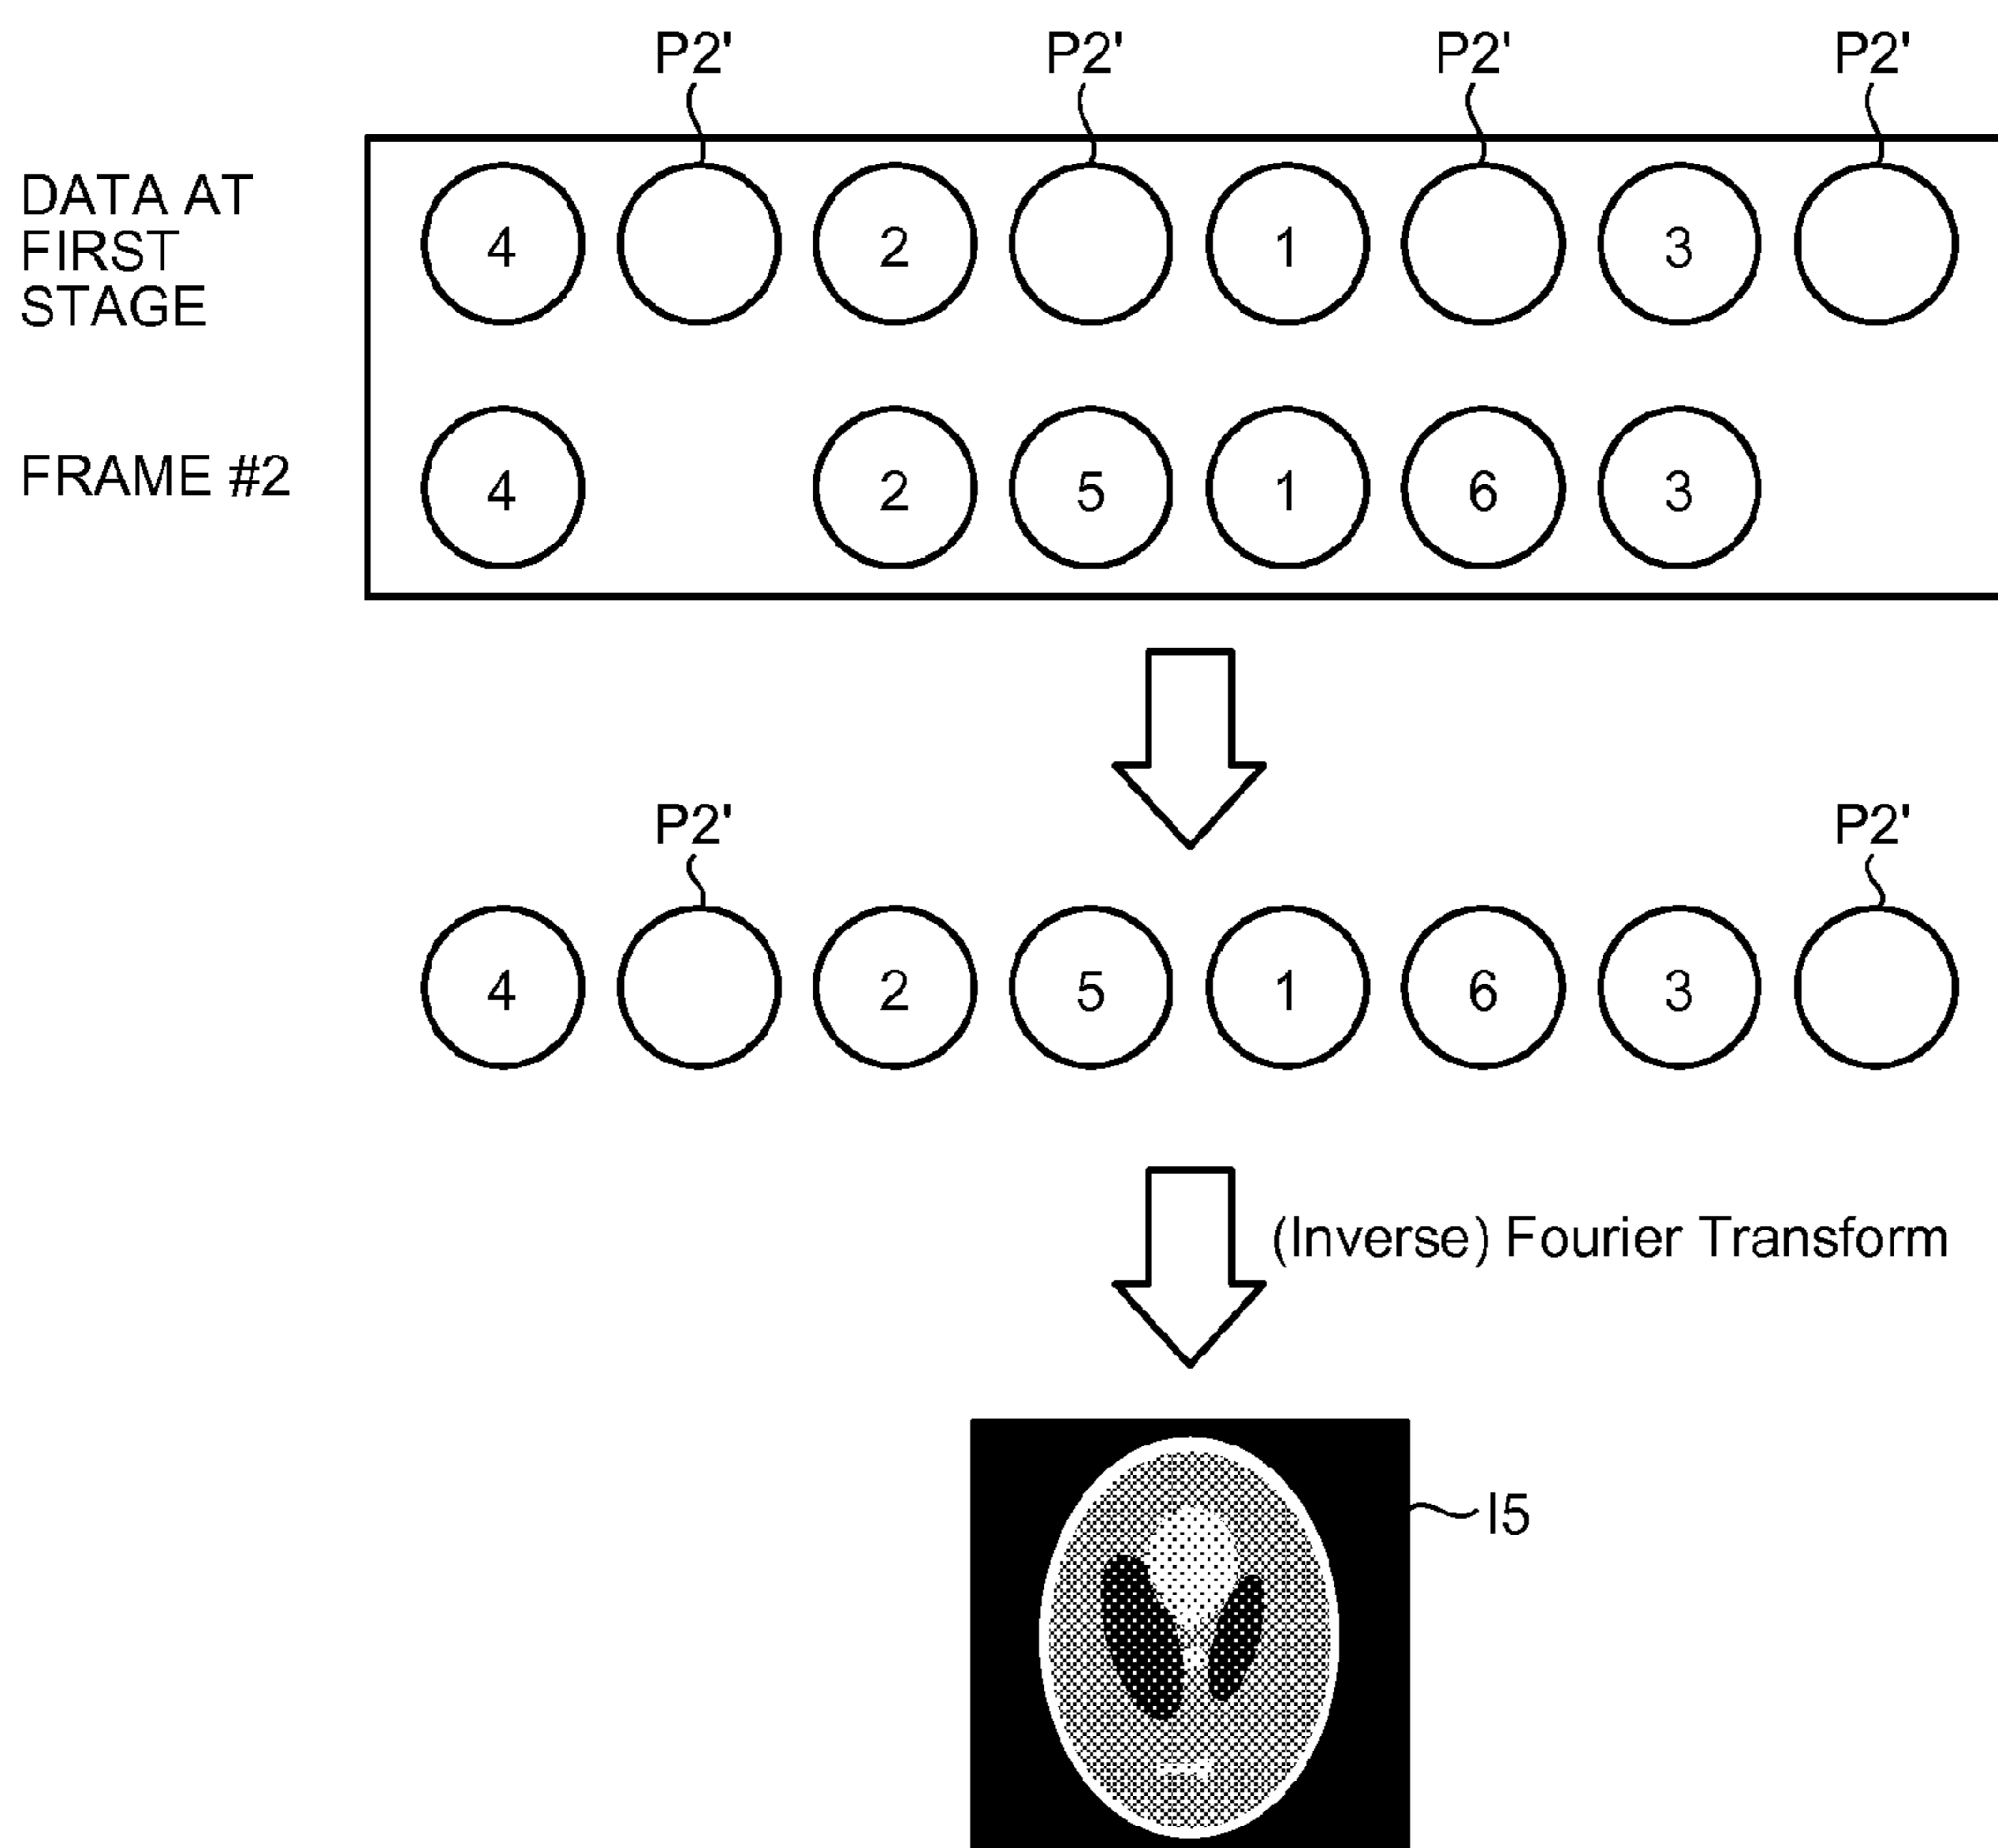 P2' P2' P2' P2'
DATA AT
FIRST
STAGE
4 2 1 3
FRAME #2
4 2 5 1 6 3
P2' P2'
4 2 5 1 6 3
(Inverse) Fourier Transform
I5